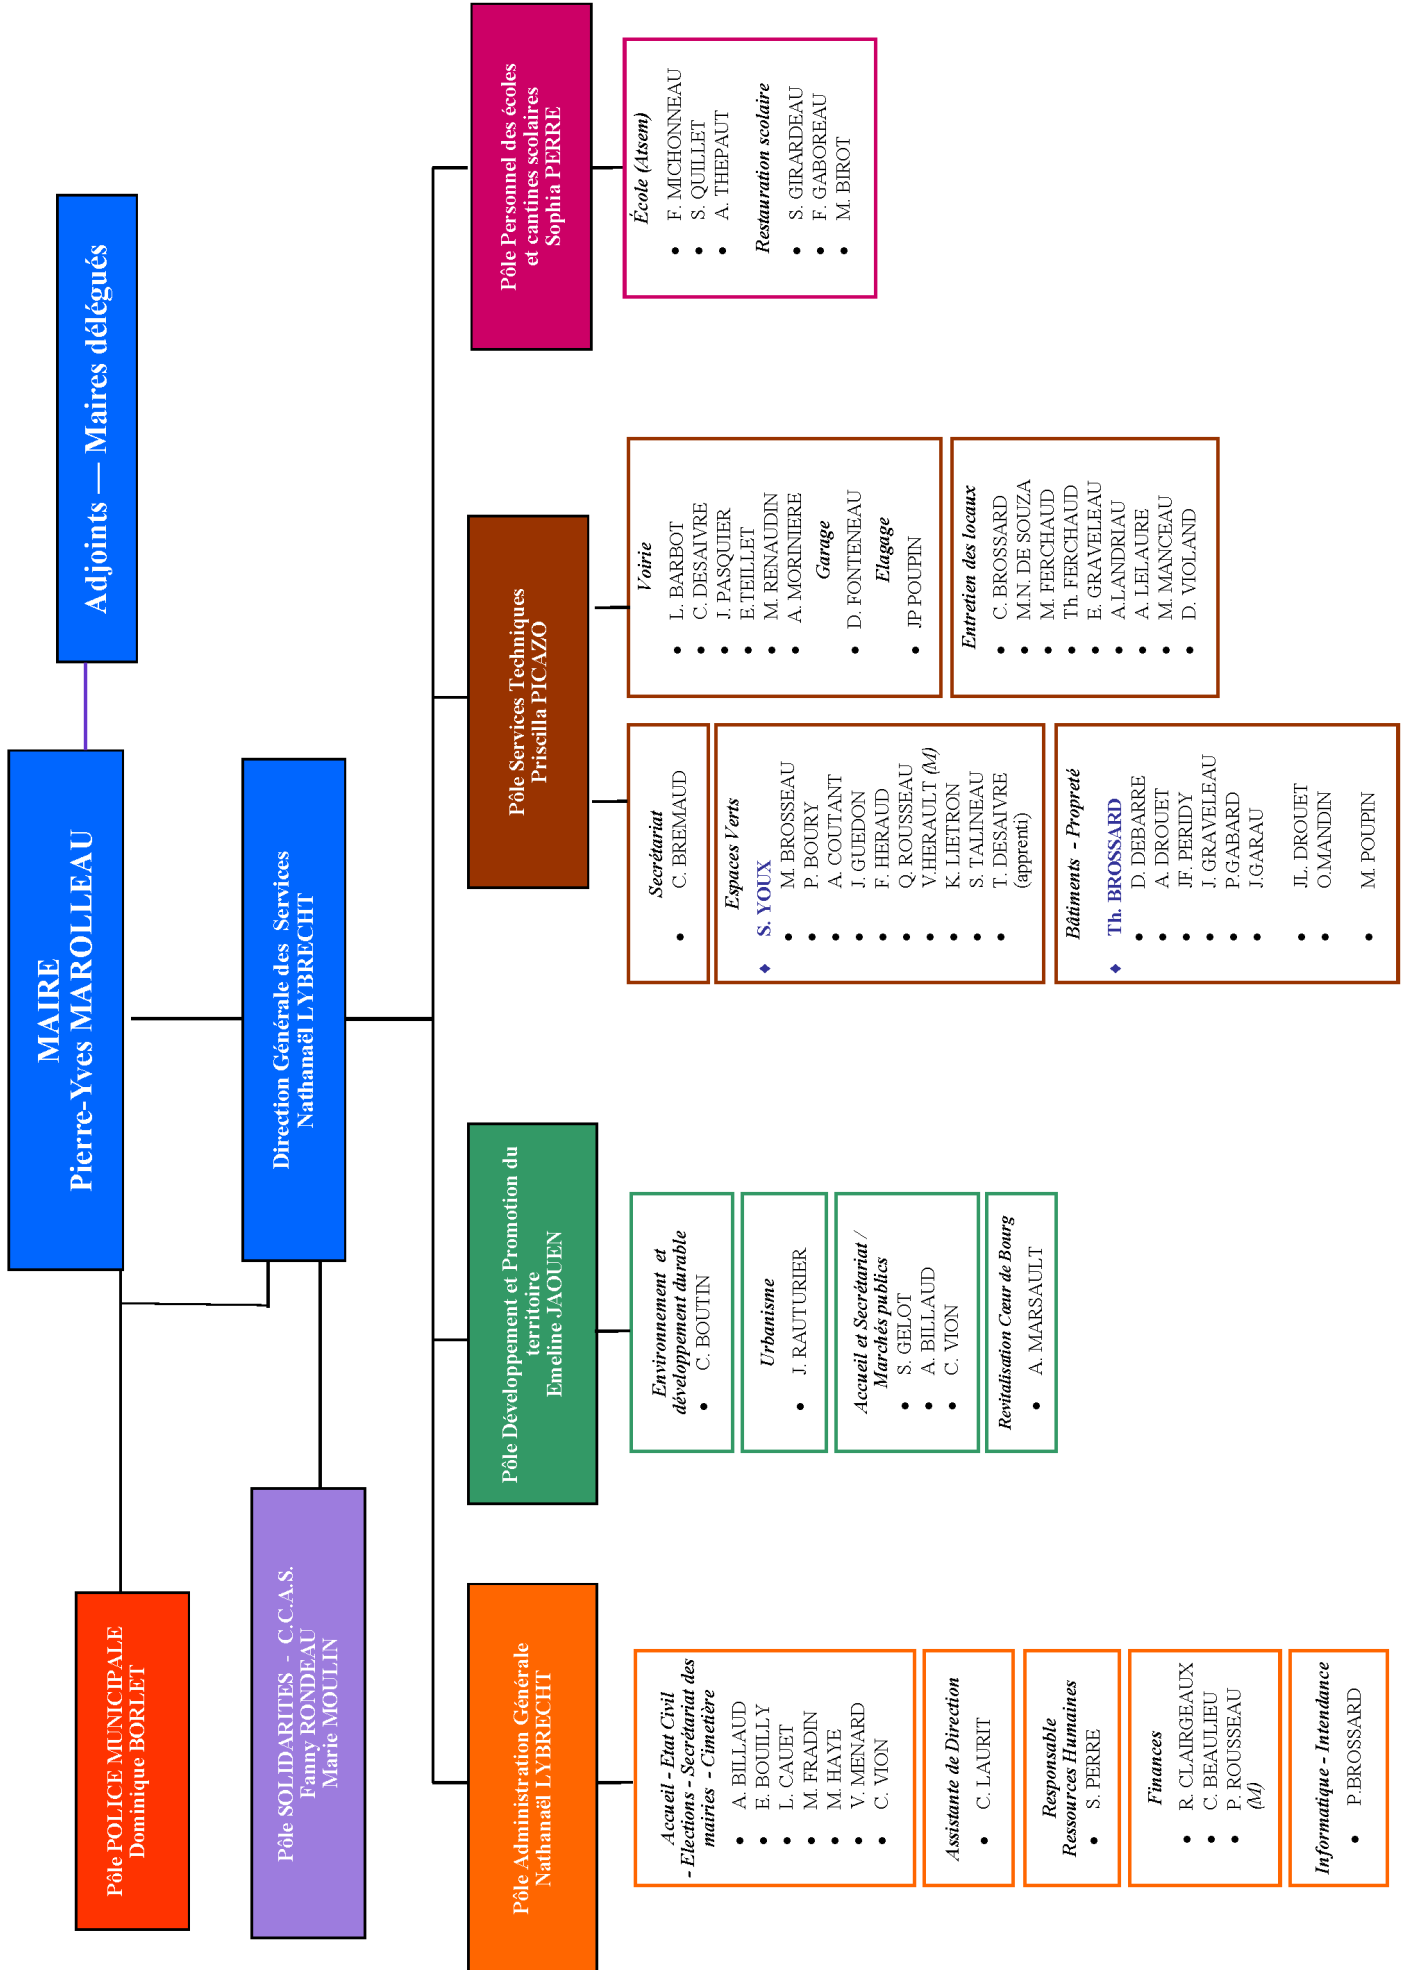 MAIRE
Pierre-Yves MAROLLEAU
Adjoints — Maires délégués
Pôle POLICE MUNICIPALE
Dominique BORLET
Direction Générale des Services
Nathanaël LYBRECHT
Pôle SOLIDARITES - C.C.A.S.
Fanny RONDEAU
Marie MOULIN
Pôle Administration Générale
Nathanaël LYBRECHT
Accueil - Etat Civil
- Elections - Secrétariat des
mairies - Cimetière
• A. BILLAUD
• E. BOUILLY
• L. CAUET
• M. FRADIN
• M. HAYE
• V. MENARD
• C. VION
Assistante de Direction
• C. LAURIT
Responsable
Ressources Humaines
• S. PERRE
Finances
• R. CLAIRGEAUX
• C. BEAULIEU
• P. ROUSSEAU
(M)
Informatique - Intendance
• P.BROSSARD
Pôle Développement et Promotion du
territoire
Emeline JAOUEN
Environnement et
développement durable
• C. BOUTIN
Urbanisme
• J. RAUTURIER
Accueil et Secrétariat /
Marchés publics
• S. GELOT
• A. BILLAUD
• C. VION
Revitalisation Cœur de Bourg
• A. MARSAULT
Pôle Services Techniques
Priscilla PICAZO
Secrétariat
• C. BREMAUD
Espaces Verts
♦ S. YOUX
• M. BROSSEAU
• P. BOURY
• A. COUTANT
• J. GUEDON
• F. HERAUD
• Q. ROUSSEAU
• V.HERAULT (M)
• K. LIETRON
• S. TALINEAU
• T. DESAIVRE
(apprenti)
Bâtiments - Propreté
♦ Th. BROSSARD
• D. DEBARRE
• A. DROUET
• JF. PERIDY
• J. GRAVELEAU
• P.GABARD
• J.GARAU
• JL. DROUET
• O.MANDIN
• M. POUPIN
Voirie
• L. BARBOT
• C. DESAIVRE
• J. PASQUIER
• E.TEILLET
• M. RENAUDIN
• A. MORINIERE
Garage
• D. FONTENEAU
Elagage
• JP POUPIN
Entretien des locaux
• C. BROSSARD
• M.N. DE SOUZA
• M. FERCHAUD
• Th. FERCHAUD
• E. GRAVELEAU
• A.LANDRIAU
• A. LELAURE
• M. MANCEAU
• D. VIOLAND
Pôle Personnel des écoles
et cantines scolaires
Sophia PERRE
École (Atsem)
• F. MICHONNEAU
• S. QUILLET
• A. THEPAUT
Restauration scolaire
• S. GIRARDEAU
• F. GABOREAU
• M. BIROT